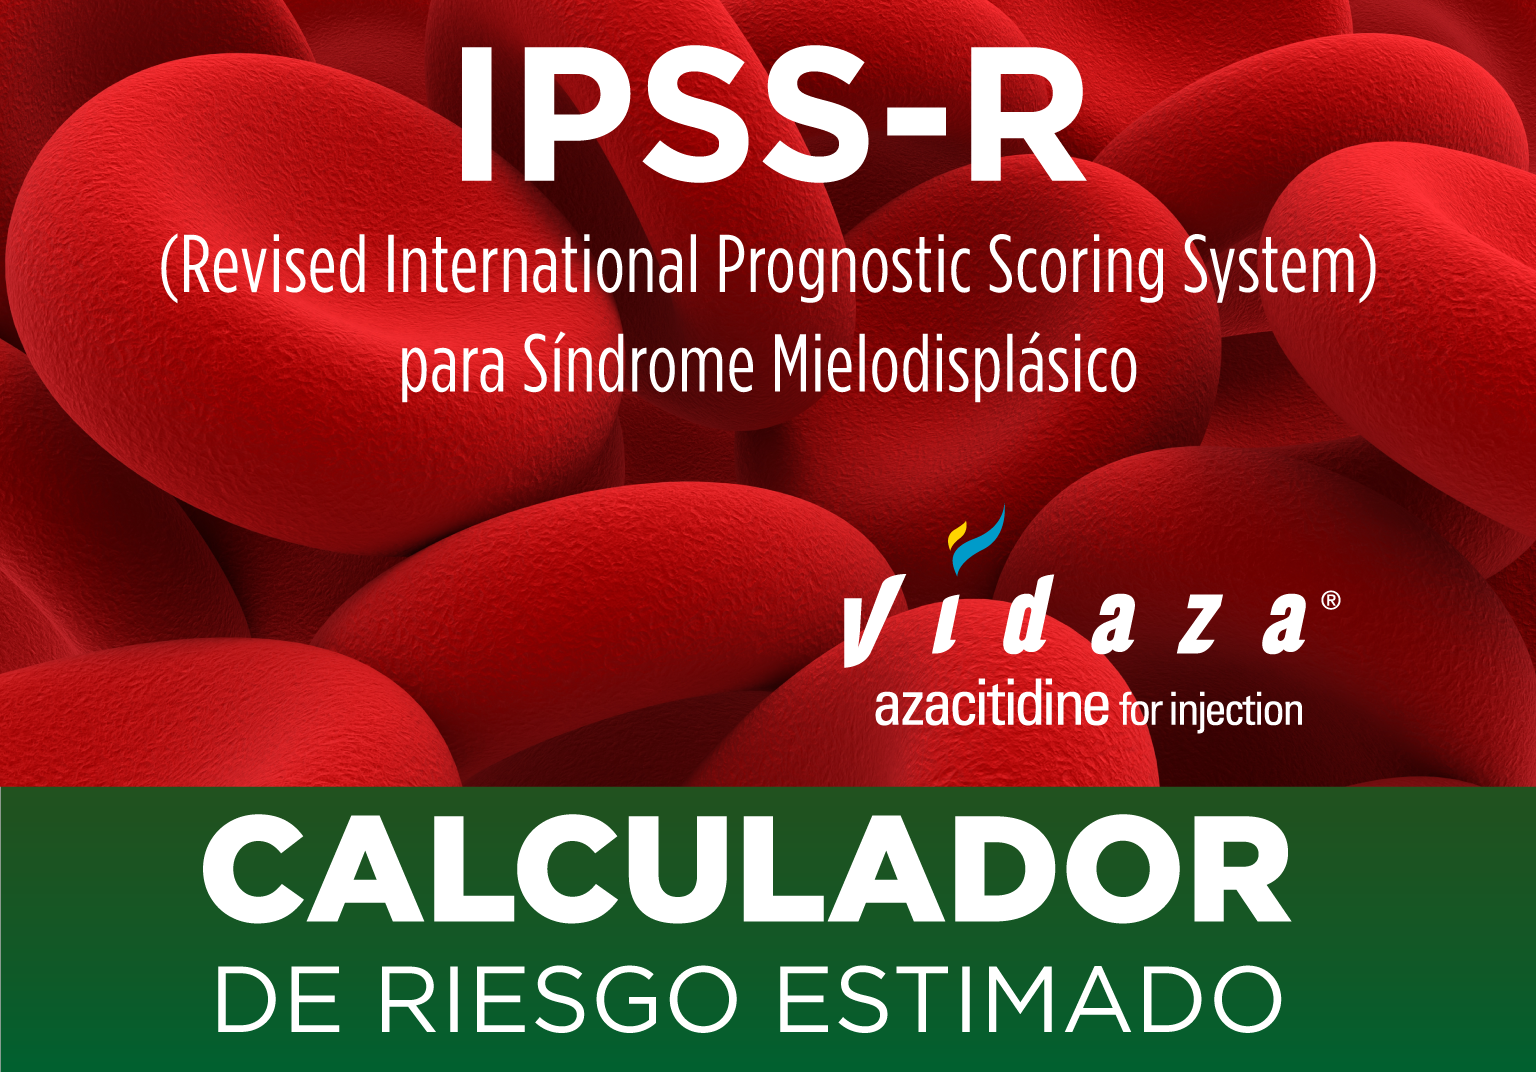 IPSS-R
(Revised International Prognostic Scoring System)
para Síndrome Mielodisplásico
Vidaza®
azacitidine for injection
CALCULADOR
DE RIESGO ESTIMADO